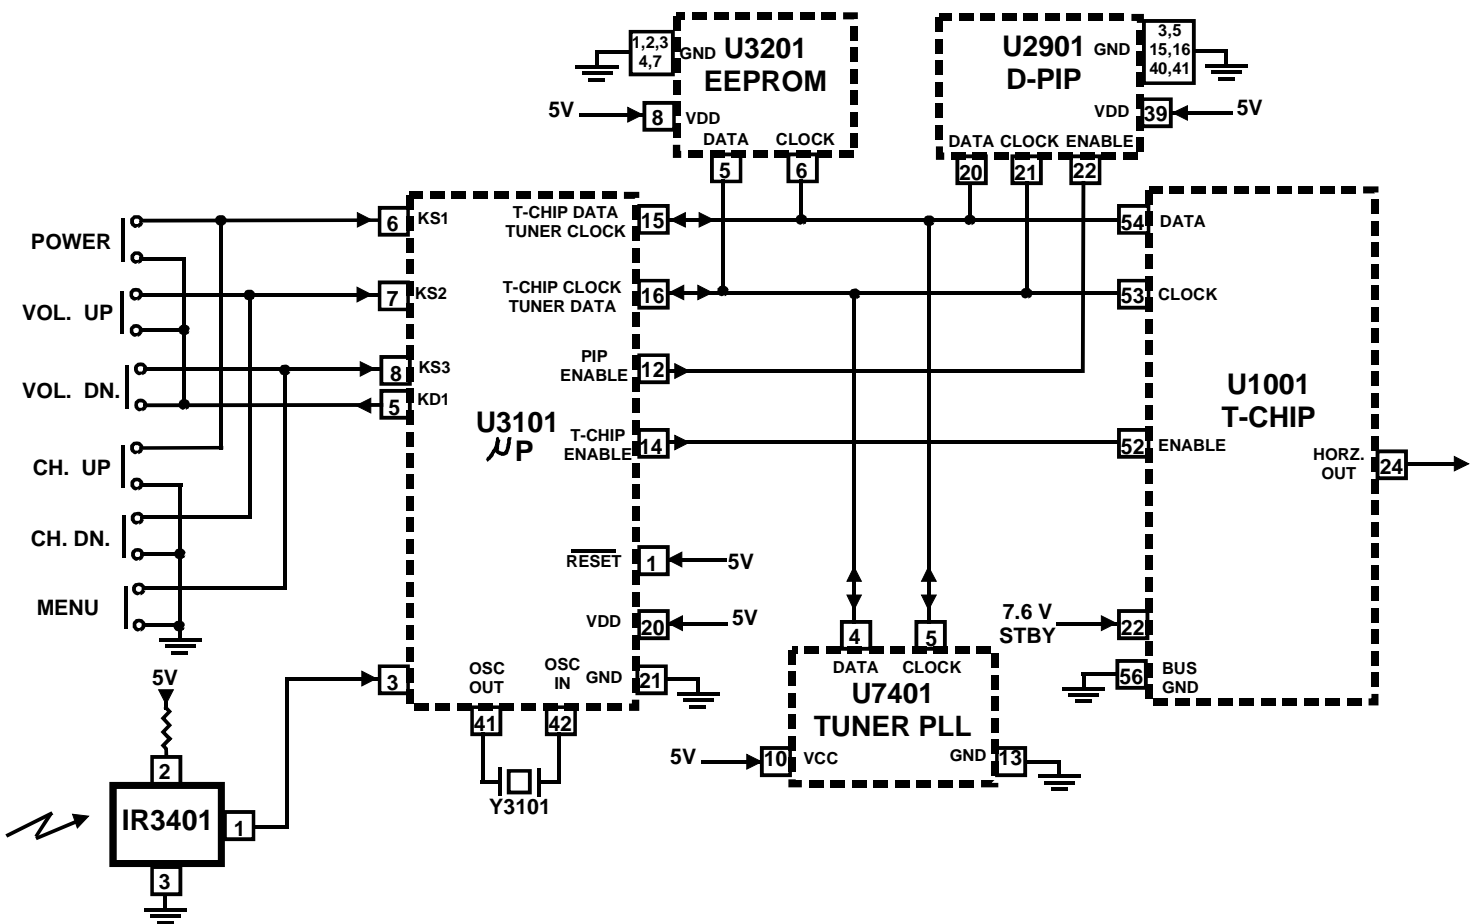 1,2,3
4,7
GND
U3201
EEPROM
5V
8
VDD
DATA
CLOCK
5
6
U2901
D-PIP
GND
3,5
15,16
40,41
VDD
39
5V
DATA
CLOCK
ENABLE
20
21
22
POWER
VOL. UP
VOL. DN.
CH. UP
CH. DN.
MENU
6
KS1
7
KS2
8
KS3
5
KD1
U3101
μP
T-CHIP DATA
TUNER CLOCK
15
T-CHIP CLOCK
TUNER DATA
16
PIP
ENABLE
12
T-CHIP
ENABLE
14
RESET
1
5V
VDD
20
5V
GND
21
3
OSC
OUT
OSC
IN
41
42
Y3101
54
DATA
53
CLOCK
U1001
T-CHIP
52
ENABLE
HORZ.
OUT
24
7.6 V
STBY
22
56
BUS
GND
4
5
DATA
CLOCK
U7401
TUNER PLL
5V
10
VCC
GND
13
5V
2
IR3401
1
3